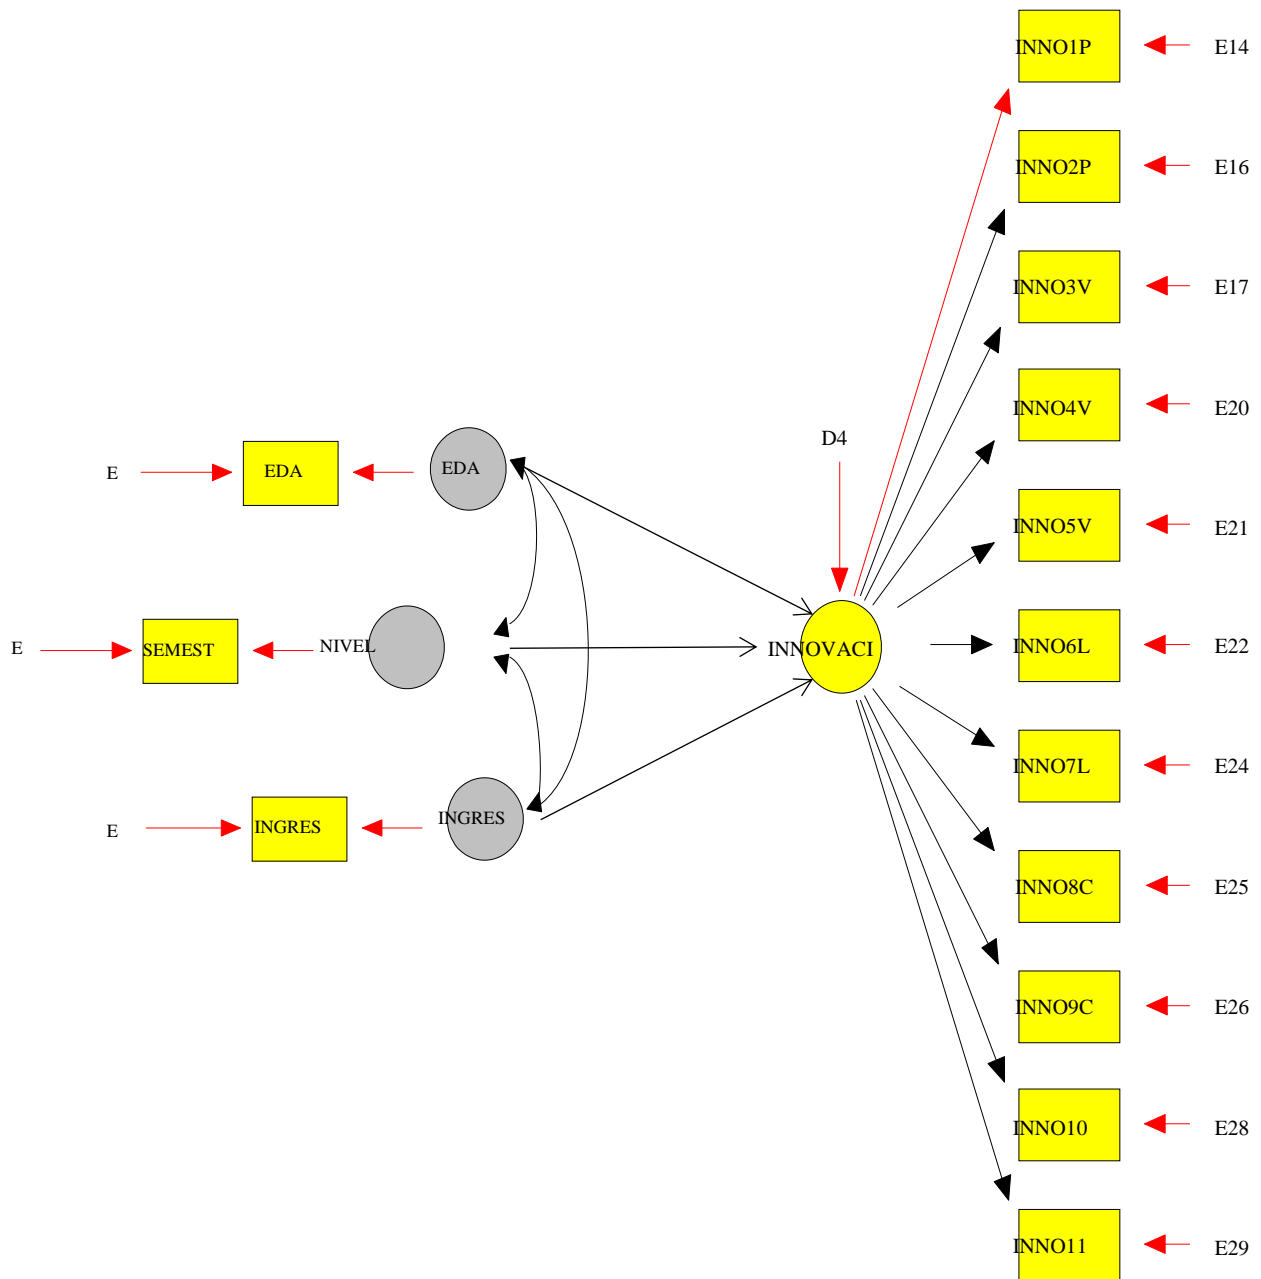 INNO1P E14
INNO2P E16
INNO3V E17
INNO4V E20
D4
E EDA EDA
INNO5V E21
E SEMEST NIVEL INNOVACI INNO6L E22
INNO7L E24
E INGRES INGRES
INNO8C E25
INNO9C E26
INNO10 E28
INNO11 E29